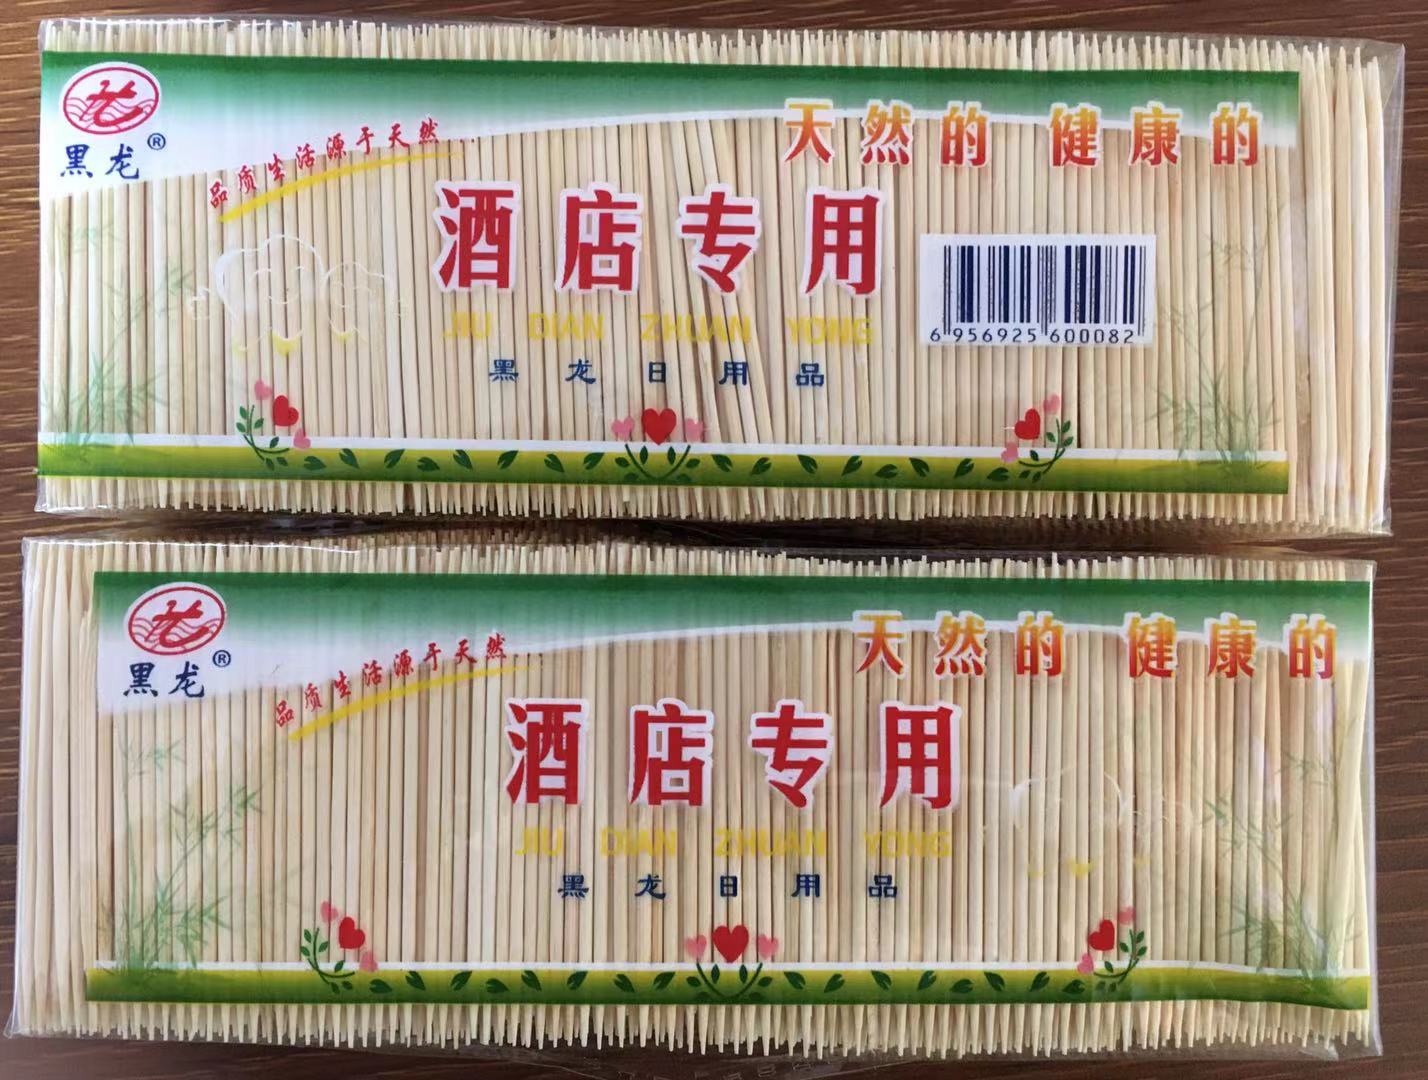 黑龙®
品质生活源于天然...
天然的 健康的
酒店专用
JIU DIAN ZHUAN YONG
黑龙日用品
6 956925 600082
黑龙®
品质生活源于天然...
天然的 健康的
酒店专用
JIU DIAN ZHUAN YONG
黑龙日用品